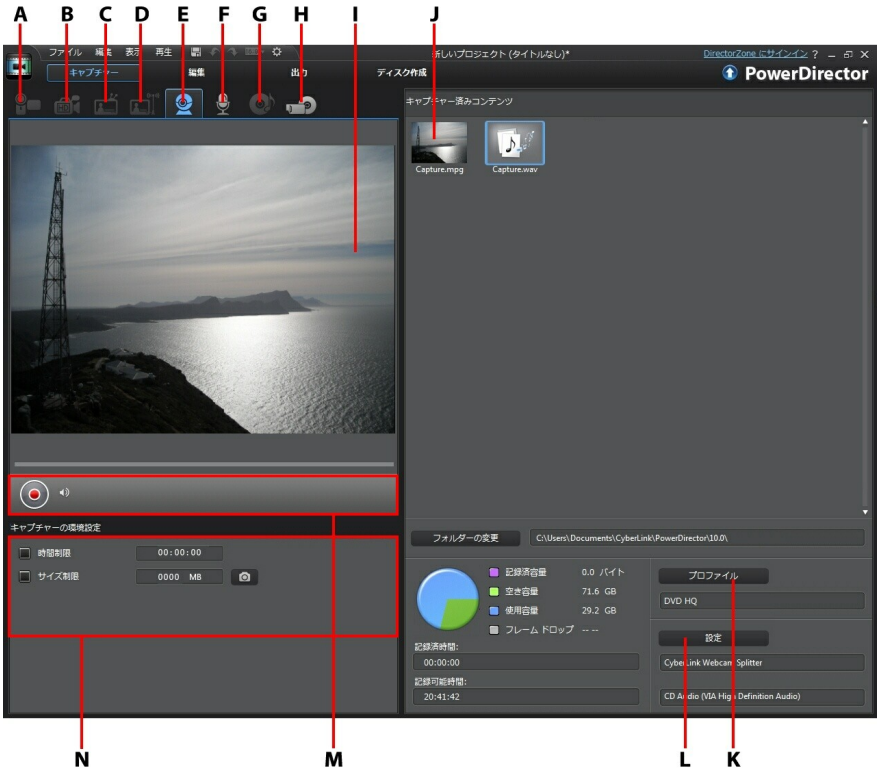 A B C D E F G H I J
ファイル 編集 表示 再生
新しいプロジェクト (タイトルなし)*
DirectorZone にサインイン ?
キャプチャー 編集 出力 ディスク作成
PowerDirector
HD
キャプチャー済みコンテンツ
Capture.mpg Capture.wav
キャプチャーの環境設定
時間制限 00:00:00
サイズ制限 0000 MB
フォルダーの変更 C:\Users\Documents\CyberLink\PowerDirector\10.0\
記録済容量 0.0 バイト
空き容量 71.6 GB
使用容量 29.2 GB
フレーム ドロップ -- --
記録済時間:
00:00:00
記録可能時間:
20:41:42
プロファイル
DVD HQ
設定
CyberLink Webcam Splitter
CD Audio (VIA High Definition Audio)
N M L K